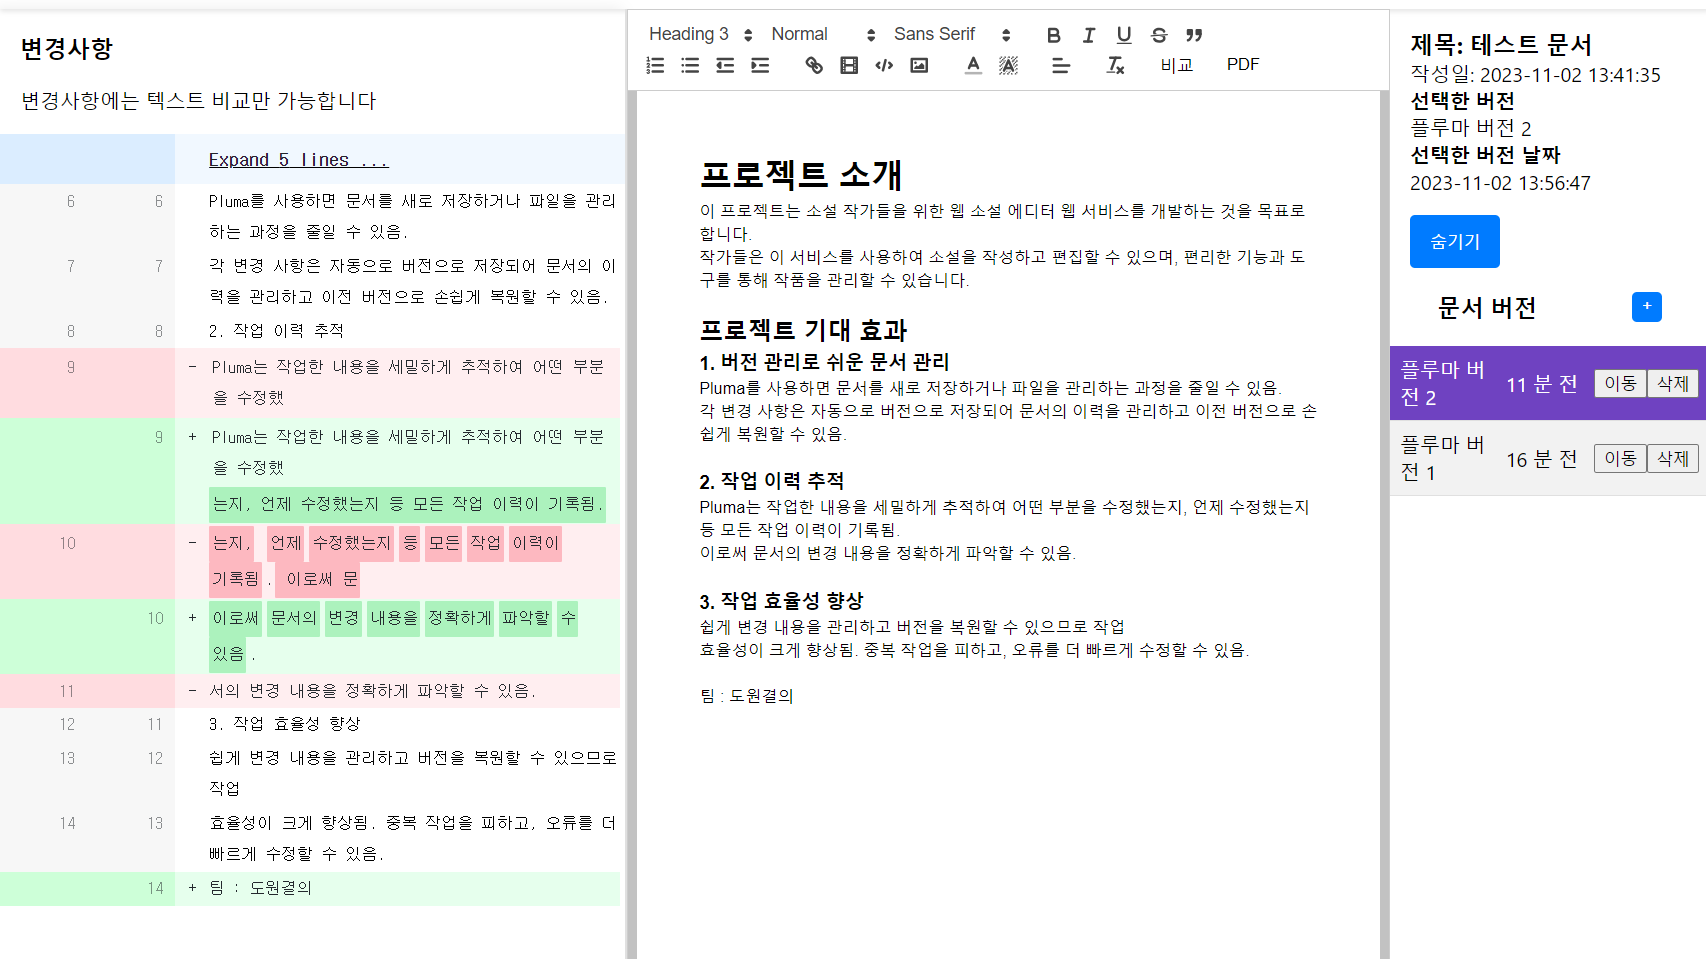 변경사항
변경사항에는 텍스트 비교만 가능합니다
Expand 5 lines ...
6 6 Pluma를 사용하면 문서를 새로 저장하거나 파일을 관리
하는 과정을 줄일 수 있음.
7 7 각 변경 사항은 자동으로 버전으로 저장되어 문서의 이
력을 관리하고 이전 버전으로 손쉽게 복원할 수 있음.
8 8 2. 작업 이력 추적
9 - Pluma는 작업한 내용을 세밀하게 추적하여 어떤 부분
을 수정했
9 + Pluma는 작업한 내용을 세밀하게 추적하여 어떤 부분
을 수정했
는지, 언제 수정했는지 등 모든 작업 이력이 기록됨.
10 - 는지, 언제 수정했는지 등 모든 작업 이력이
기록됨. 이로써 문
10 + 이로써 문서의 변경 내용을 정확하게 파악할 수
있음.
11 - 서의 변경 내용을 정확하게 파악할 수 있음.
12 11 3. 작업 효율성 향상
13 12 쉽게 변경 내용을 관리하고 버전을 복원할 수 있으므로
작업
14 13 효율성이 크게 향상됨. 중복 작업을 피하고, 오류를 더
빠르게 수정할 수 있음.
14 + 팀 : 도원결의
Heading 3 Normal Sans Serif B I U S ”
비교 PDF
프로젝트 소개
이 프로젝트는 소설 작가들을 위한 웹 소설 에디터 웹 서비스를 개발하는 것을 목표로
합니다.
작가들은 이 서비스를 사용하여 소설을 작성하고 편집할 수 있으며, 편리한 기능과 도
구를 통해 작품을 관리할 수 있습니다.
프로젝트 기대 효과
1. 버전 관리로 쉬운 문서 관리
Pluma를 사용하면 문서를 새로 저장하거나 파일을 관리하는 과정을 줄일 수 있음.
각 변경 사항은 자동으로 버전으로 저장되어 문서의 이력을 관리하고 이전 버전으로 손
쉽게 복원할 수 있음.
2. 작업 이력 추적
Pluma는 작업한 내용을 세밀하게 추적하여 어떤 부분을 수정했는지, 언제 수정했는지
등 모든 작업 이력이 기록됨.
이로써 문서의 변경 내용을 정확하게 파악할 수 있음.
3. 작업 효율성 향상
쉽게 변경 내용을 관리하고 버전을 복원할 수 있으므로 작업
효율성이 크게 향상됨. 중복 작업을 피하고, 오류를 더 빠르게 수정할 수 있음.
팀 : 도원결의
제목: 테스트 문서
작성일: 2023-11-02 13:41:35
선택한 버전
플루마 버전 2
선택한 버전 날짜
2023-11-02 13:56:47
숨기기
문서 버전 +
플루마 버
전 2
11 분 전 이동 삭제
플루마 버
전 1
16 분 전 이동 삭제